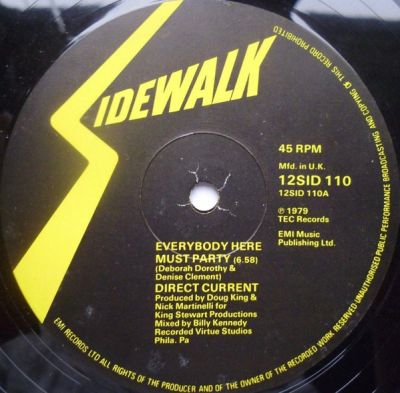 SIDEWALK
45 RPM
Mfd. in U.K.
12SID 110
12SID 110A
℗ 1979
TEC Records
EMI Music
Publishing Ltd.
EVERYBODY HERE
MUST PARTY (6.58)
(Deborah Dorothy &
Denise Clement)
DIRECT CURRENT
Produced by Doug King &
Nick Martinelli for
King Stewart Productions
Mixed by Billy Kennedy
Recorded Virtue Studios
Phila. Pa
EMI RECORDS LTD ALL RIGHTS OF THE PRODUCER AND OF THE OWNER OF THE RECORDED WORK RESERVED UNAUTHORISED PUBLIC PERFORMANCE BROADCASTING AND COPYING OF THIS RECORD PROHIBITED